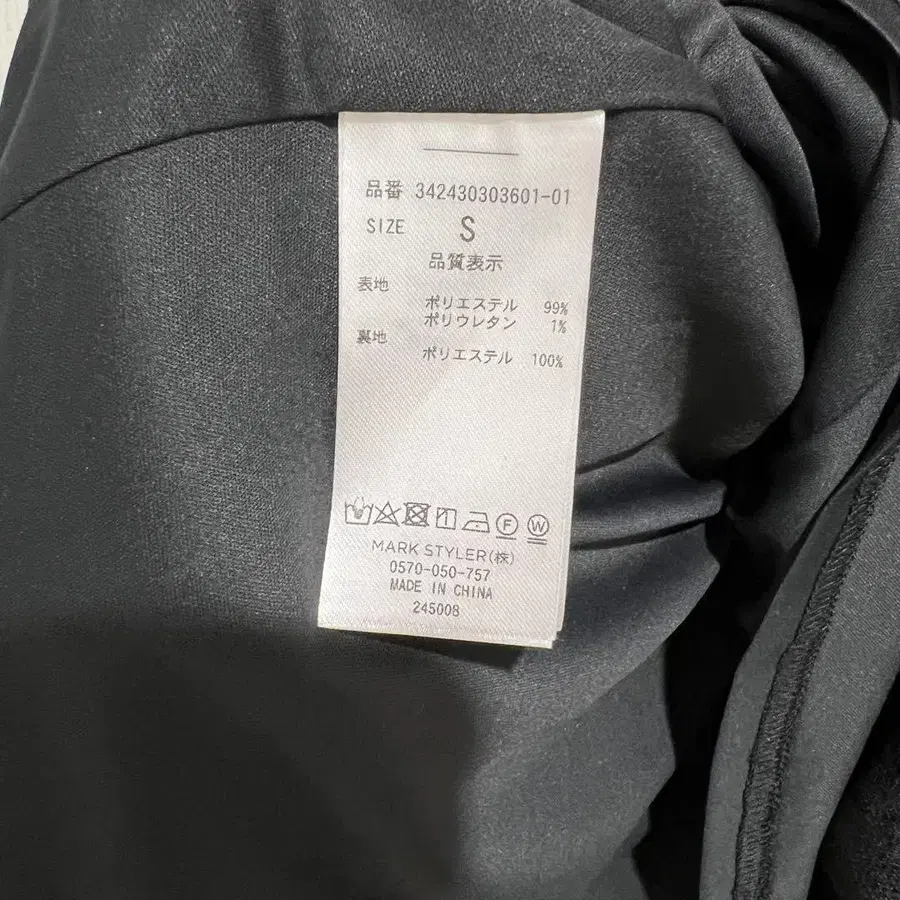 品番 342430303601-01
SIZE S
品質表示
表地
ポリエステル 99%
ポリウレタン 1%
裏地
ポリエステル 100%
F W
MARK STYLER(株)
0570-050-757
MADE IN CHINA
245008